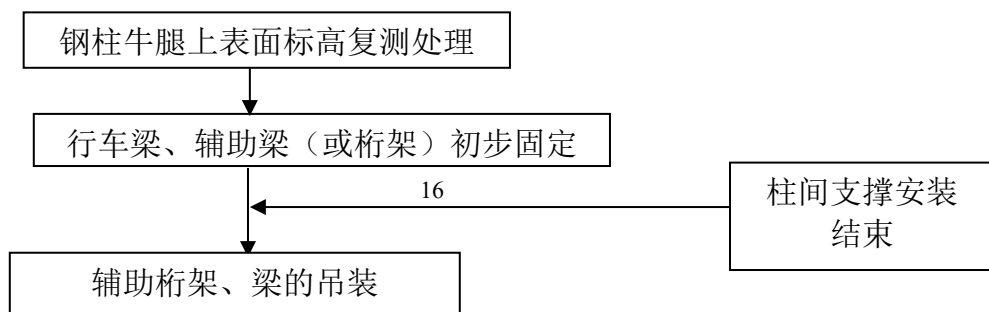 钢柱牛腿上表面标高复测处理
行车梁、辅助梁（或桁架）初步固定
16
柱间支撑安装
结束
辅助桁架、梁的吊装